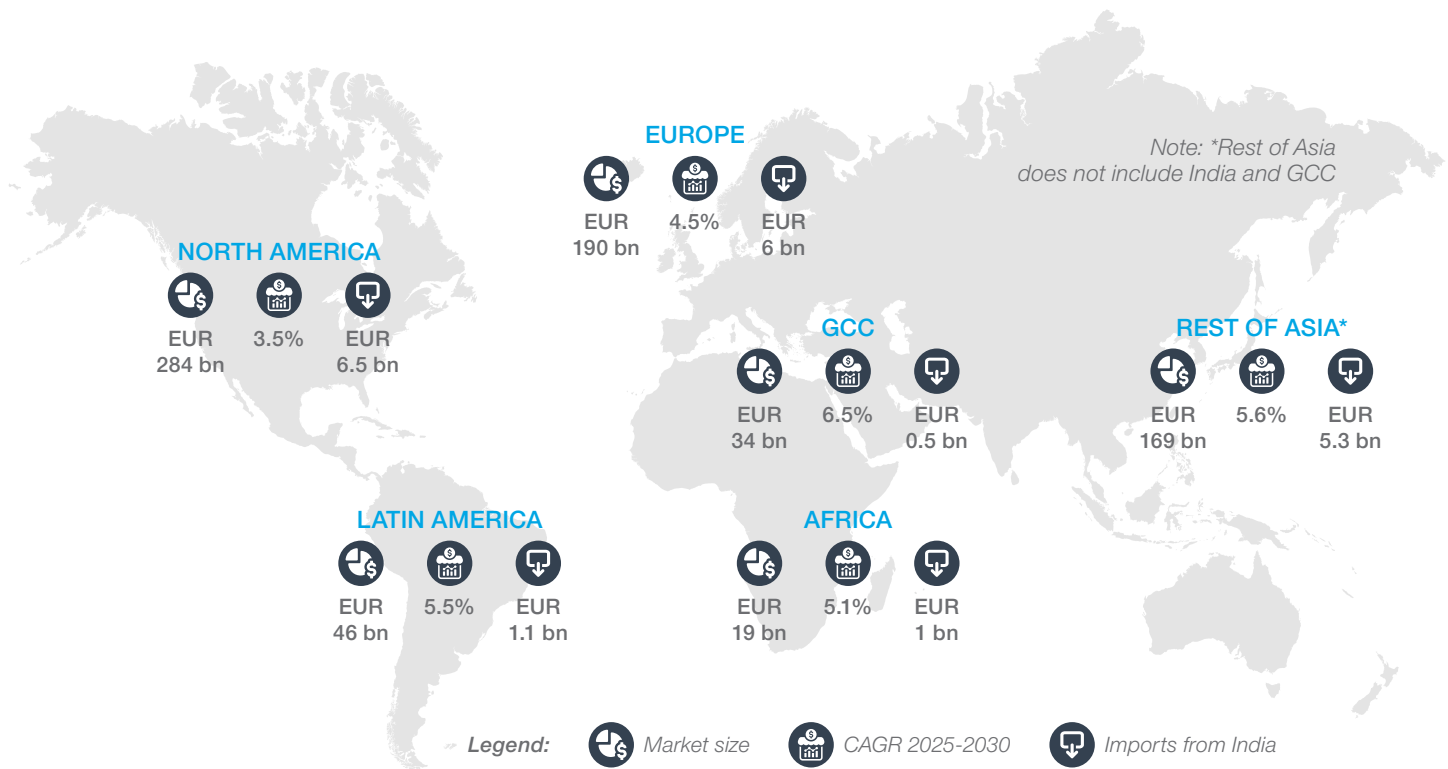 EUROPE
EUR
190 bn
4.5%
EUR
6 bn
Note: *Rest of Asia
does not include India and GCC
NORTH AMERICA
EUR
284 bn
3.5%
EUR
6.5 bn
GCC
EUR
34 bn
6.5%
EUR
0.5 bn
REST OF ASIA*
EUR
169 bn
5.6%
EUR
5.3 bn
LATIN AMERICA
EUR
46 bn
5.5%
EUR
1.1 bn
AFRICA
EUR
19 bn
5.1%
EUR
1 bn
Legend: Market size CAGR 2025-2030 Imports from India